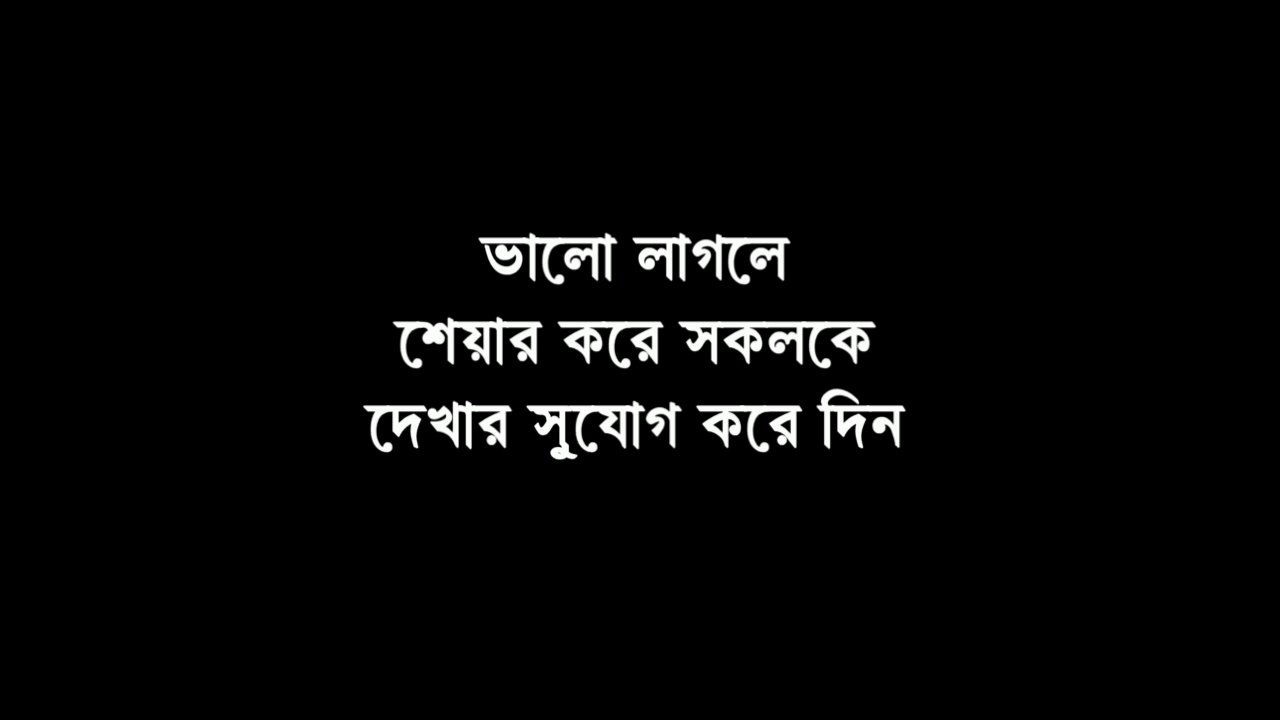 ভালো লাগলে
শেয়ার করে সকলকে
দেখার সুযোগ করে দিন